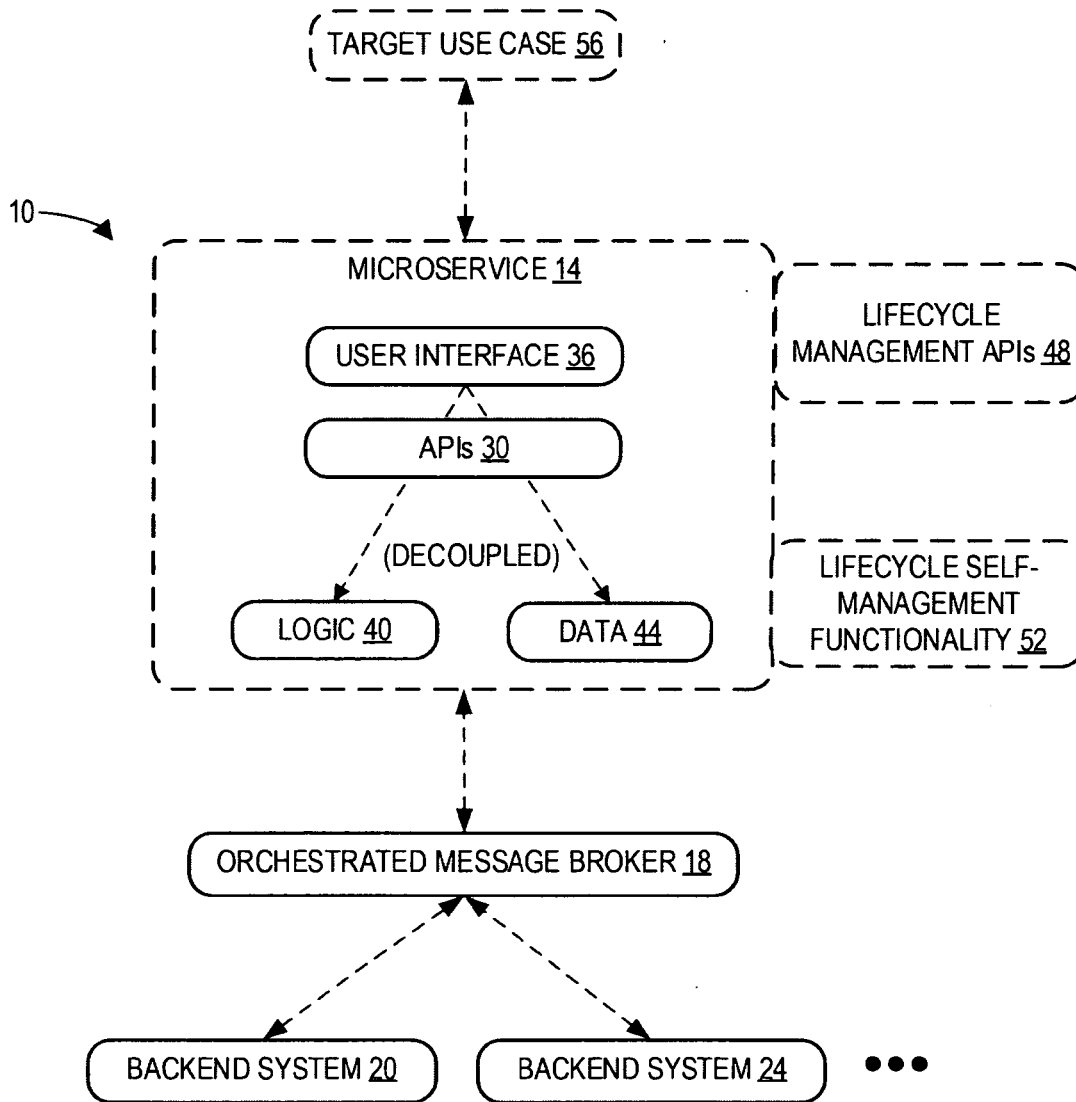 TARGET USE CASE 56
10
MICROSERVICE 14
LIFECYCLE
MANAGEMENT APIs 48
USER INTERFACE 36
APIs 30
(DECOUPLED)
LIFECYCLE SELF-
MANAGEMENT
FUNCTIONALITY 52
LOGIC 40
DATA 44
ORCHESTRATED MESSAGE BROKER 18
BACKEND SYSTEM 20
BACKEND SYSTEM 24